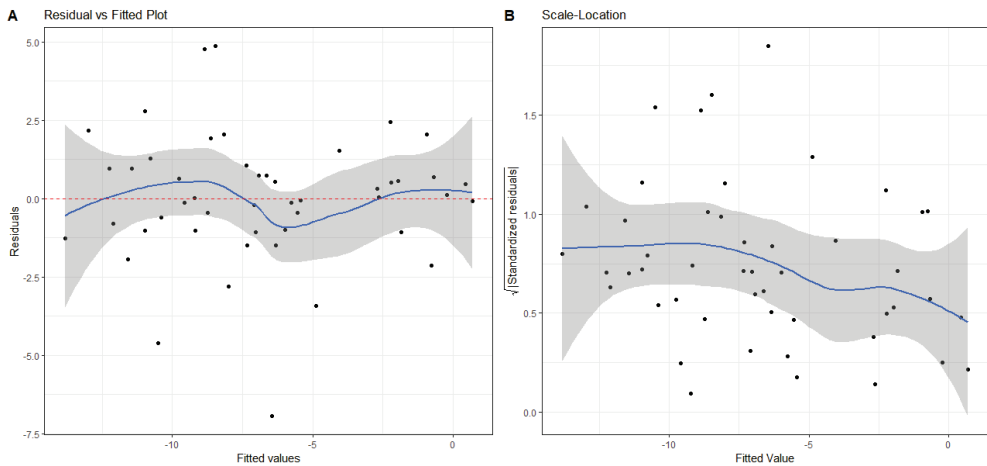 A
Residual vs Fitted Plot
5.0
2.5
0.0
-2.5
-5.0
-7.5
Residuals
-10
-5
0
Fitted values
B
Scale-Location
1.5
1.0
0.5
0.0
√|Standardized residuals|
-10
-5
0
Fitted Value